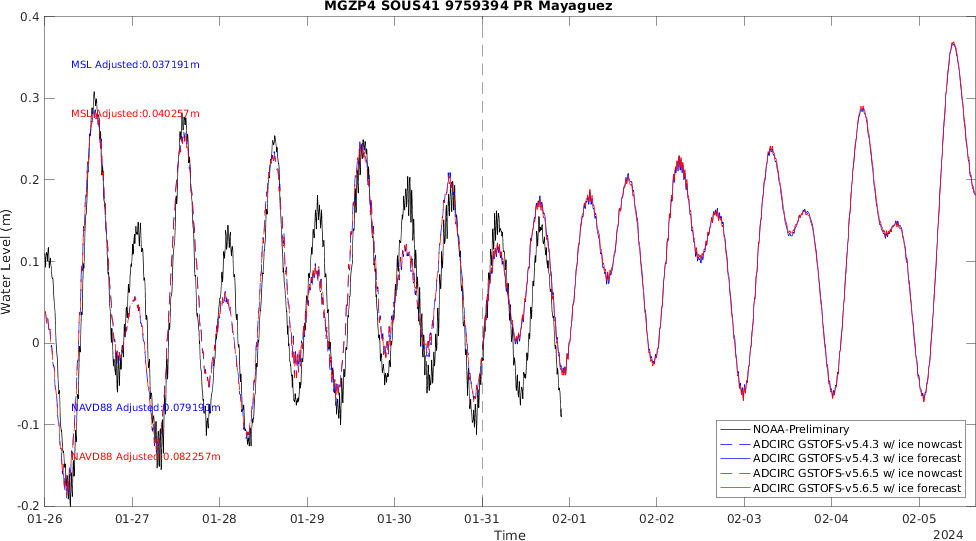 MGZP4 SOUS41 9759394 PR Mayaguez
0.4
0.3
0.2
0.1
0
-0.1
-0.2
Water Level (m)
MSL Adjusted:0.037191m
MSL Adjusted:0.040257m
NAVD88 Adjusted:0.079191m
NAVD88 Adjusted:0.082257m
NOAA-Preliminary
ADCIRC GSTOFS-v5.4.3 w/ ice nowcast
ADCIRC GSTOFS-v5.4.3 w/ ice forecast
ADCIRC GSTOFS-v5.6.5 w/ ice nowcast
ADCIRC GSTOFS-v5.6.5 w/ ice forecast
01-26 01-27 01-28 01-29 01-30 01-31 02-01 02-02 02-03 02-04 02-05
Time
2024